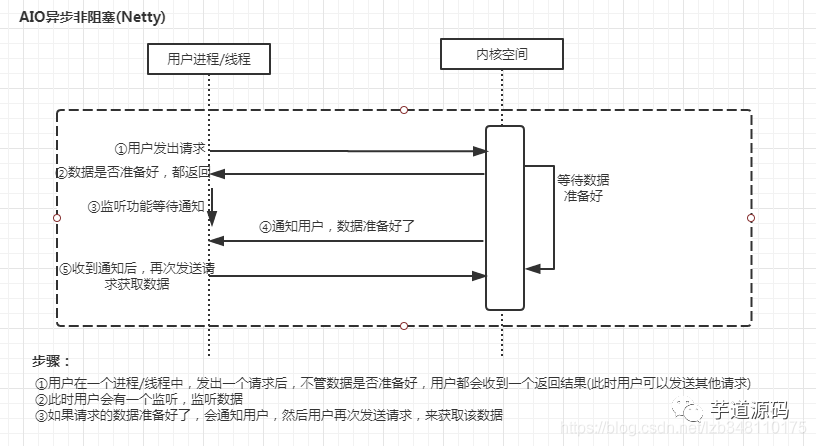 AIO异步非阻塞(Netty)
用户进程/线程
内核空间
①用户发出请求
②数据是否准备好，都返回
等待数据
准备好
③监听功能等待通知
④通知用户，数据准备好了
⑤收到通知后，再次发送请
求获取数据
步骤：
①用户在一个进程/线程中，发出一个请求后，不管数据是否准备好，用户都会收到一个返回结果(此时用户可以发送其他请求)
②此时用户会有一个监听，监听数据
③如果请求的数据准备好了，会通知用户，然后用户再次发送请求，来获取该数据
芋道源码
https://blog.csdn.net/lzb348110175